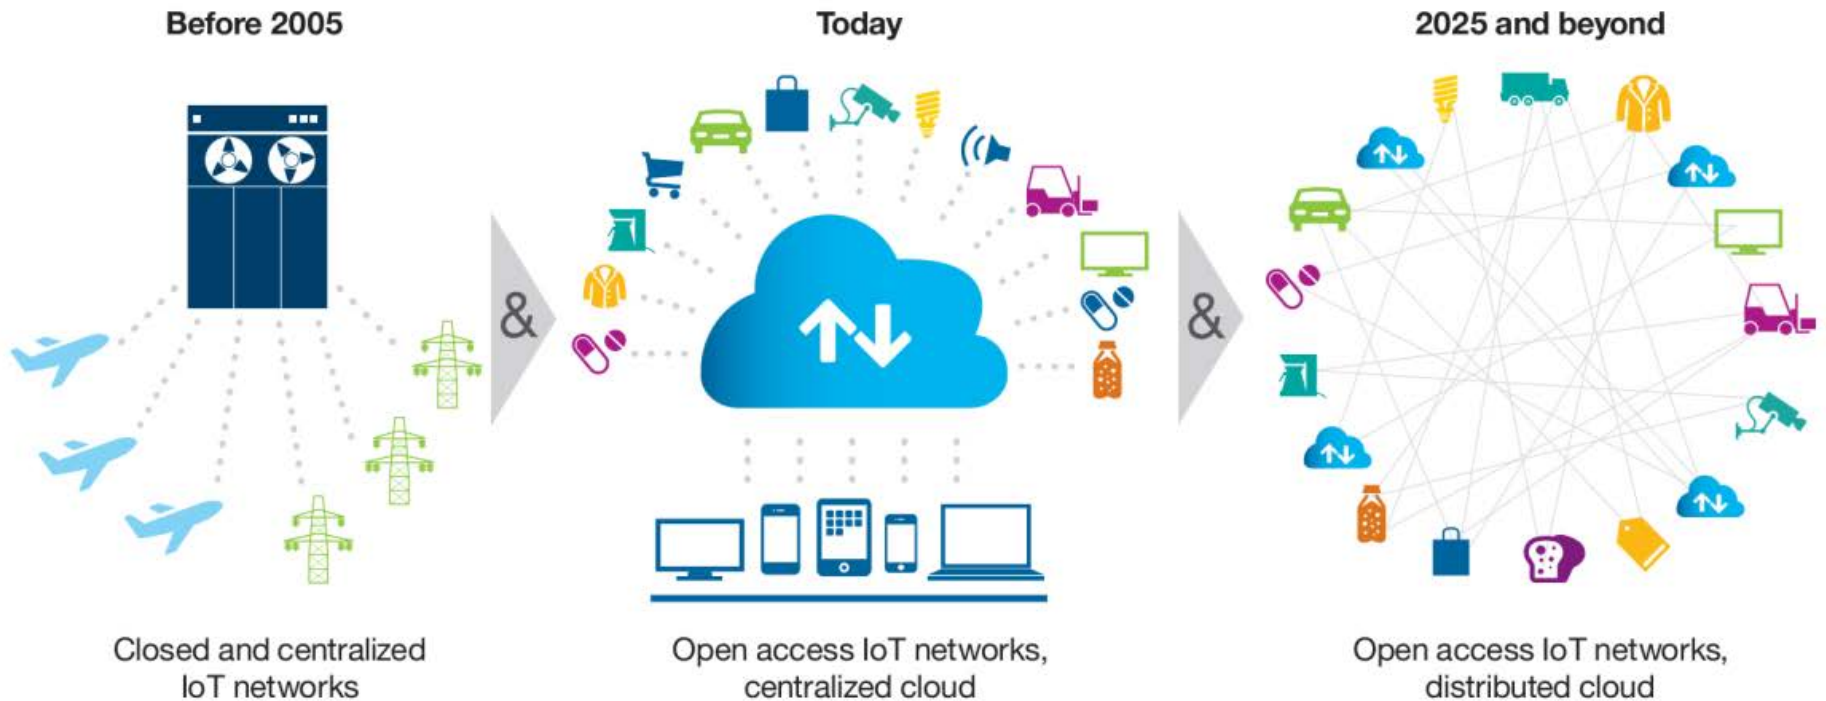 Before 2005
Today
2025 and beyond
&
&
Closed and centralized
IoT networks
Open access IoT networks,
centralized cloud
Open access IoT networks,
distributed cloud